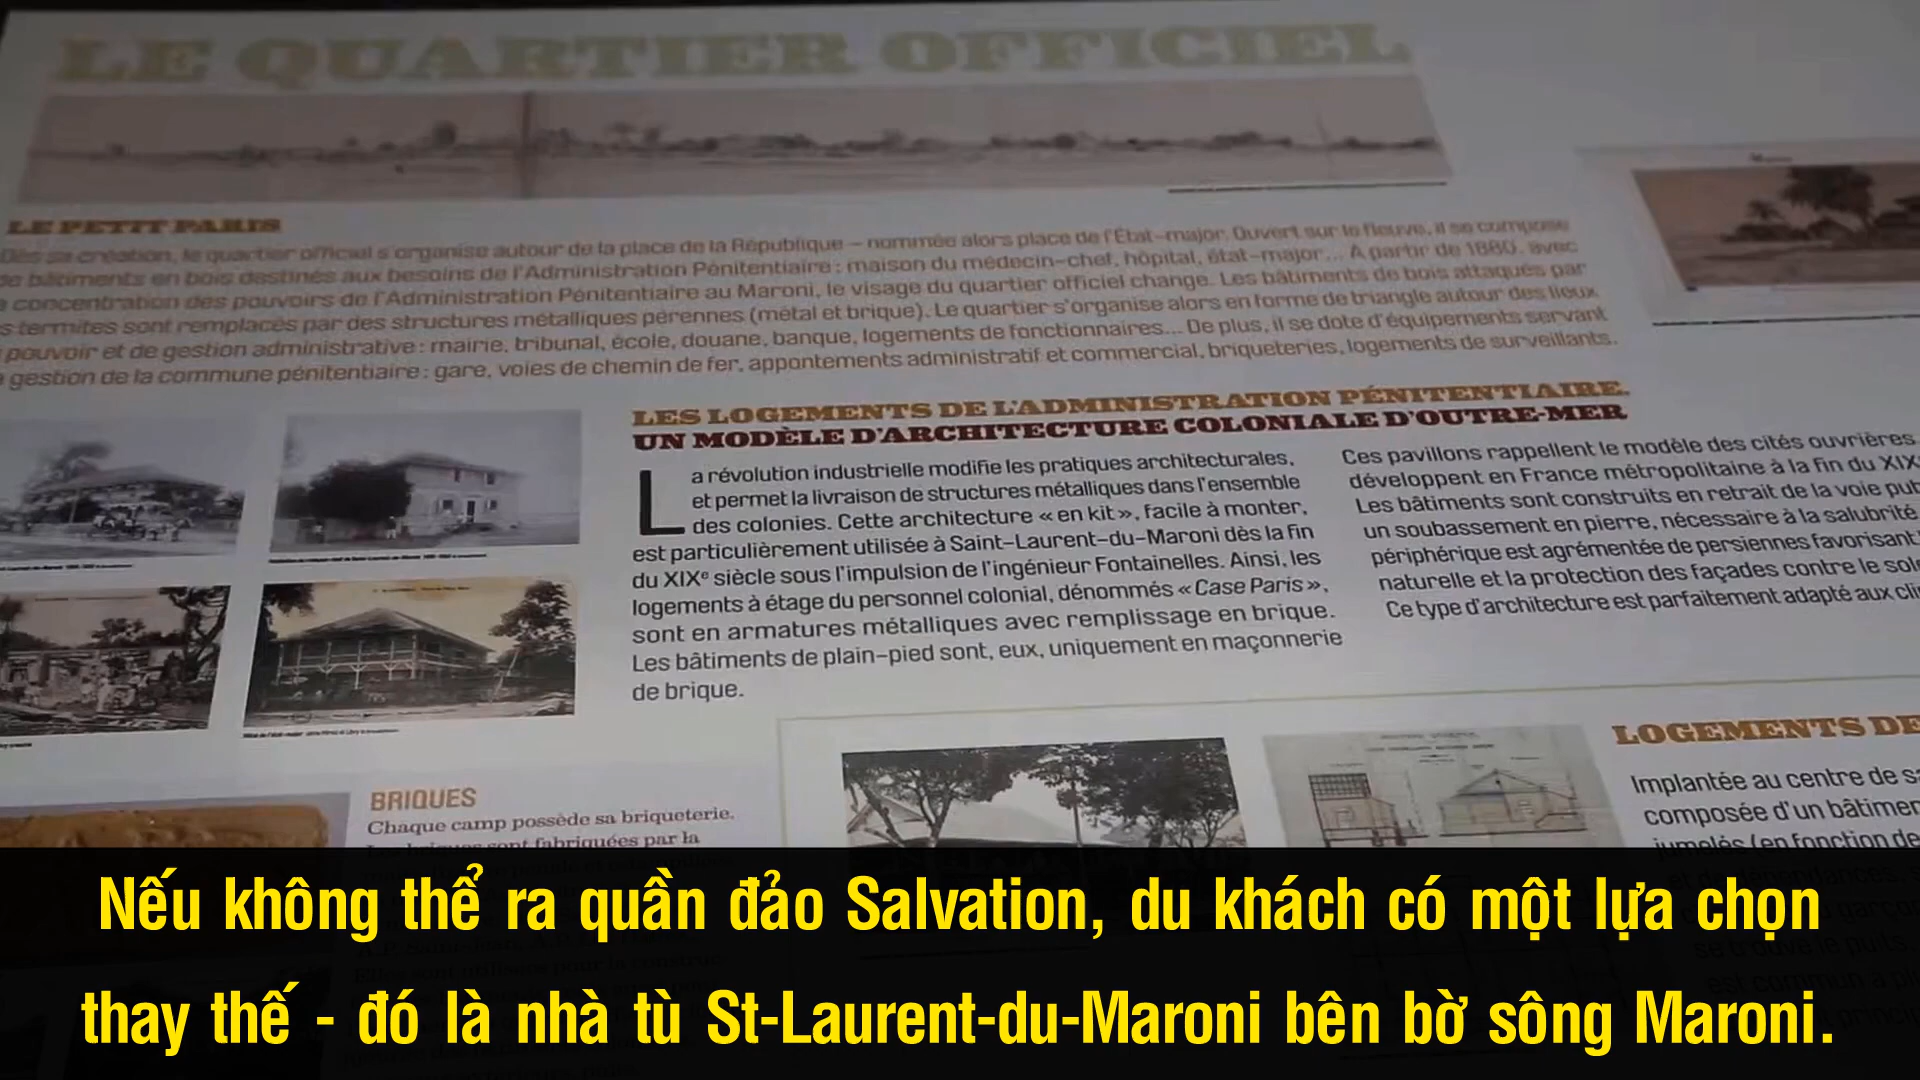 LE QUARTIER OFFICIEL
LE PETIT PARIS
Dès sa création, le quartier officiel s'organise autour de la place de la République – nommée alors place de l'État-major. Ouvert sur le fleuve, il se compose
de bâtiments en bois destinés aux besoins de l'Administration Pénitentiaire : maison du médecin-chef, hôpital, état-major... À partir de 1880, avec
concentration des pouvoirs de l'Administration Pénitentiaire au Maroni, le visage du quartier officiel change. Les bâtiments de bois attaqués par
termites sont remplacés par des structures métalliques pérennes (métal et brique). Le quartier s'organise alors en forme de triangle autour des lieux
pouvoir et de gestion administrative : mairie, tribunal, école, douane, banque, logements de fonctionnaires... De plus, il se dote d'équipements servant
gestion de la commune pénitentiaire : gare, voies de chemin de fer, appontements administratif et commercial, briqueteries, logements de surveillants.
LES LOGEMENTS DE L'ADMINISTRATION PÉNITENTIAIRE.
UN MODÈLE D'ARCHITECTURE COLONIALE D'OUTRE-MER
La révolution industrielle modifie les pratiques architecturales,
et permet la livraison de structures métalliques dans l'ensemble
des colonies. Cette architecture « en kit », facile à monter,
est particulièrement utilisée à Saint-Laurent-du-Maroni dès la fin
du XIXe siècle sous l'impulsion de l'ingénieur Fontainelles. Ainsi, les
logements à étage du personnel colonial, dénommés « Case Paris »,
sont en armatures métalliques avec remplissage en brique.
Les bâtiments de plain-pied sont, eux, uniquement en maçonnerie
de brique.
Ces pavillons rappellent le modèle des cités ouvrières
développent en France métropolitaine à la fin du XIX
Les bâtiments sont construits en retrait de la voie pub
un soubassement en pierre, nécessaire à la salubrité
périphérique est agrémentée de persiennes favorisant
naturelle et la protection des façades contre le sole
Ce type d'architecture est parfaitement adapté aux cli
BRIQUES
Chaque camp possède sa briqueterie.
sont fabriquées par la
LOGEMENTS DE
Implantée au centre de s
composée d'un bâtimen
jumelés (en fonction de
Nếu không thể ra quần đảo Salvation, du khách có một lựa chọn
thay thế - đó là nhà tù St-Laurent-du-Maroni bên bờ sông Maroni.